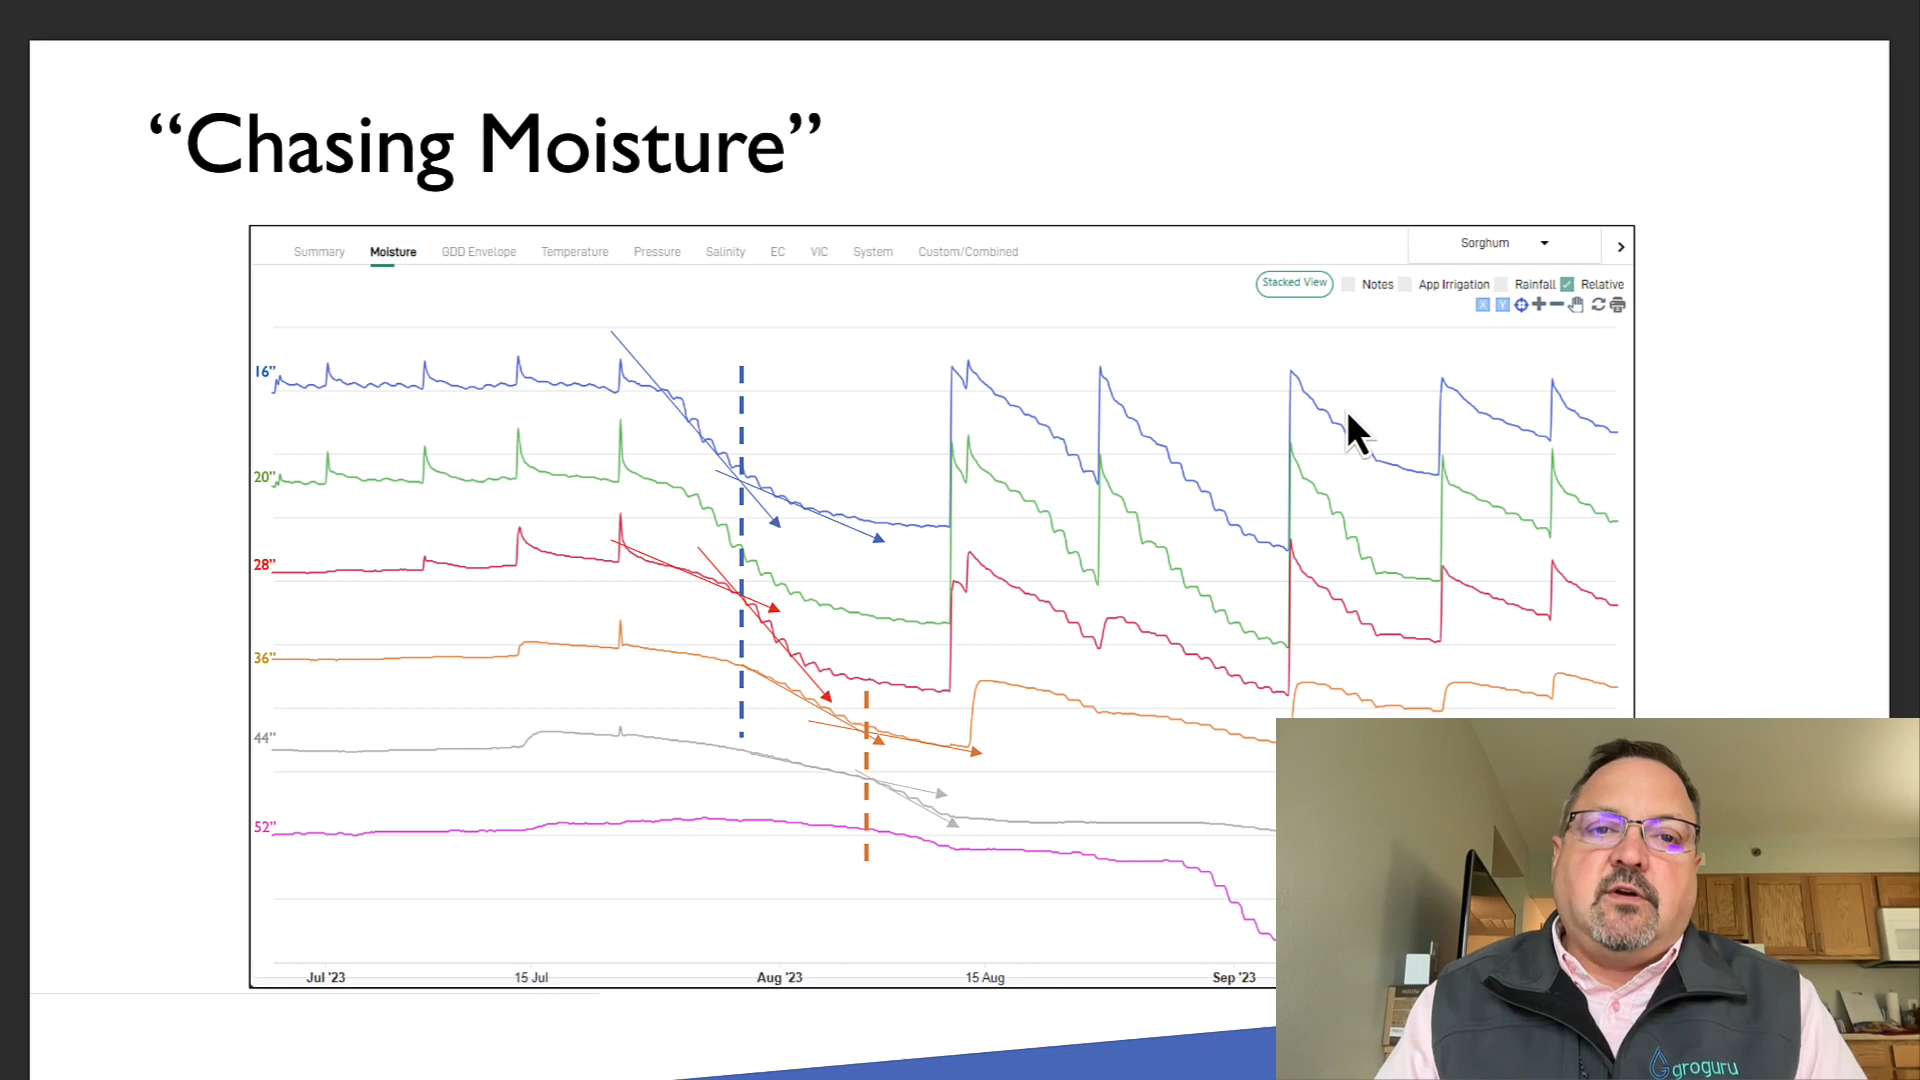 “Chasing Moisture”
Summary Moisture GDD Envelope Temperature Pressure Salinity EC VIC System Custom/Combined
Sorghum
Stacked View Notes App Irrigation Rainfall Relative
X Y
16”
20”
28”
36”
44”
52”
Jul '23 15 Jul Aug '23 15 Aug Sep '23
groguru